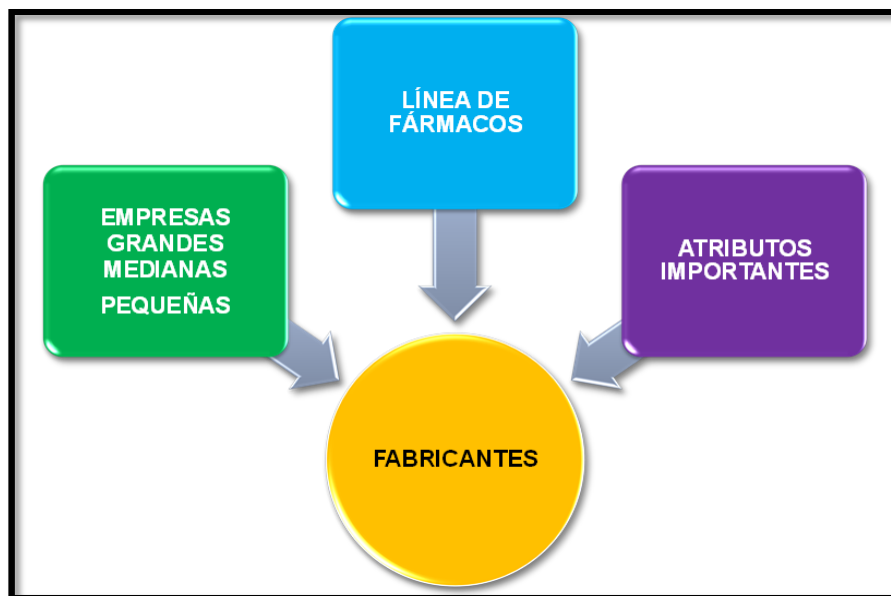 LÍNEA DE
FÁRMACOS
EMPRESAS
GRANDES
MEDIANAS
PEQUEÑAS
ATRIBUTOS
IMPORTANTES
FABRICANTES